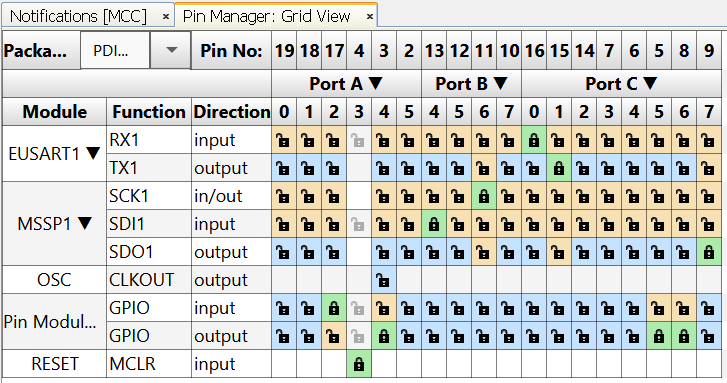 Notifications [MCC] × Pin Manager: Grid View ×
Packa... PDI... Pin No: 19 18 17 4 3 2 13 12 11 10 16 15 14 7 6 5 8 9
Port A ▼ Port B ▼ Port C ▼
Module Function Direction 0 1 2 3 4 5 4 5 6 7 0 1 2 3 4 5 6 7
EUSART1 ▼
RX1 input
TX1 output
MSSP1 ▼
SCK1 in/out
SDI1 input
SDO1 output
OSC CLKOUT output
Pin Modul...
GPIO input
GPIO output
RESET MCLR input